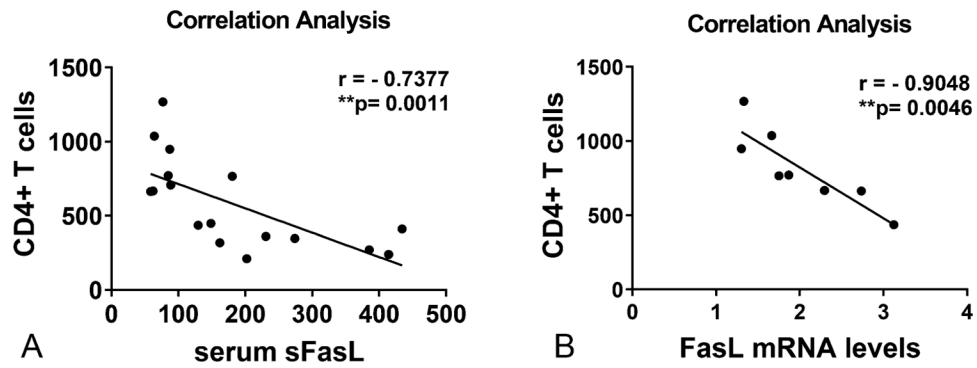 Correlation Analysis
r = - 0.7377
**p= 0.0011
CD4+ T cells
1500
1000
500
0
0 100 200 300 400 500
serum sFasL
A
Correlation Analysis
r = - 0.9048
**p= 0.0046
CD4+ T cells
1500
1000
500
0
0 1 2 3 4
FasL mRNA levels
B